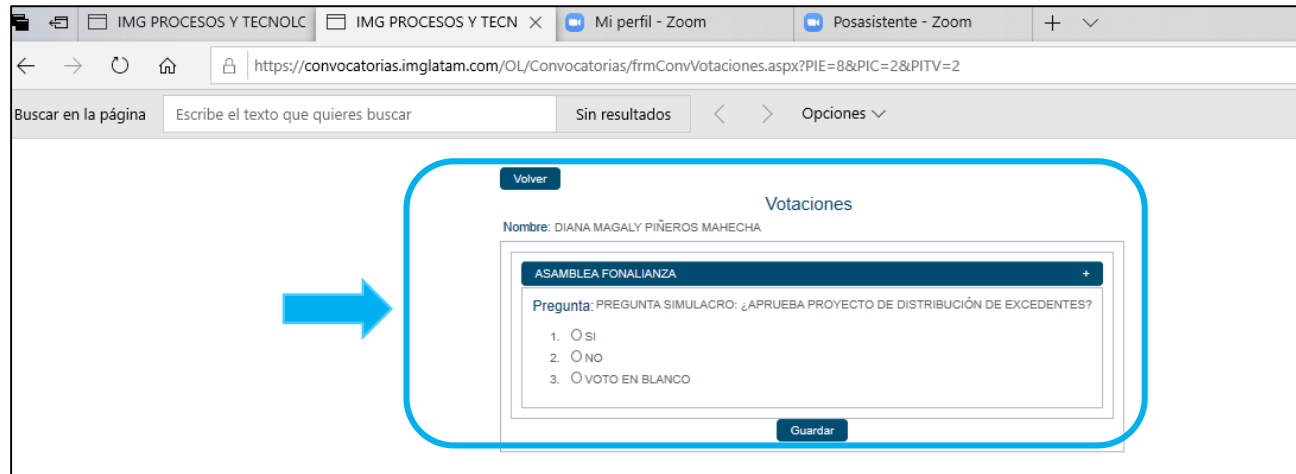 IMG PROCESOS Y TECNOLC
IMG PROCESOS Y TECN
Mi perfil - Zoom
Posasistente - Zoom
https://convocatorias.imglatam.com/OL/Convocatorias/frmConvVotaciones.aspx?PIE=8&PIC=2&PITV=2
Buscar en la página
Escribe el texto que quieres buscar
Sin resultados
Opciones
Volver
Votaciones
Nombre: DIANA MAGALY PIÑEROS MAHECHA
ASAMBLEA FONALIANZA +
Pregunta: PREGUNTA SIMULACRO: ¿APRUEBA PROYECTO DE DISTRIBUCIÓN DE EXCEDENTES?
1. SI
2. NO
3. VOTO EN BLANCO
Guardar